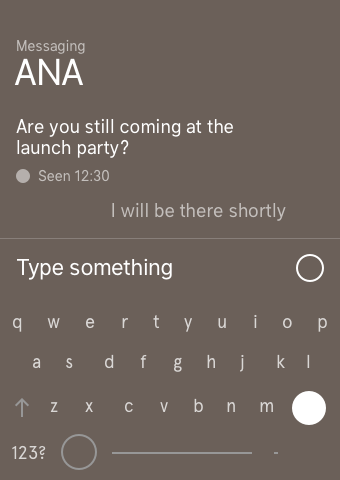 Messaging
ANA
Are you still coming at the
launch party?
Seen 12:30
I will be there shortly
Type something
q w e r t y u i o p
a s d f g h j k l
z x c v b n m
123? -